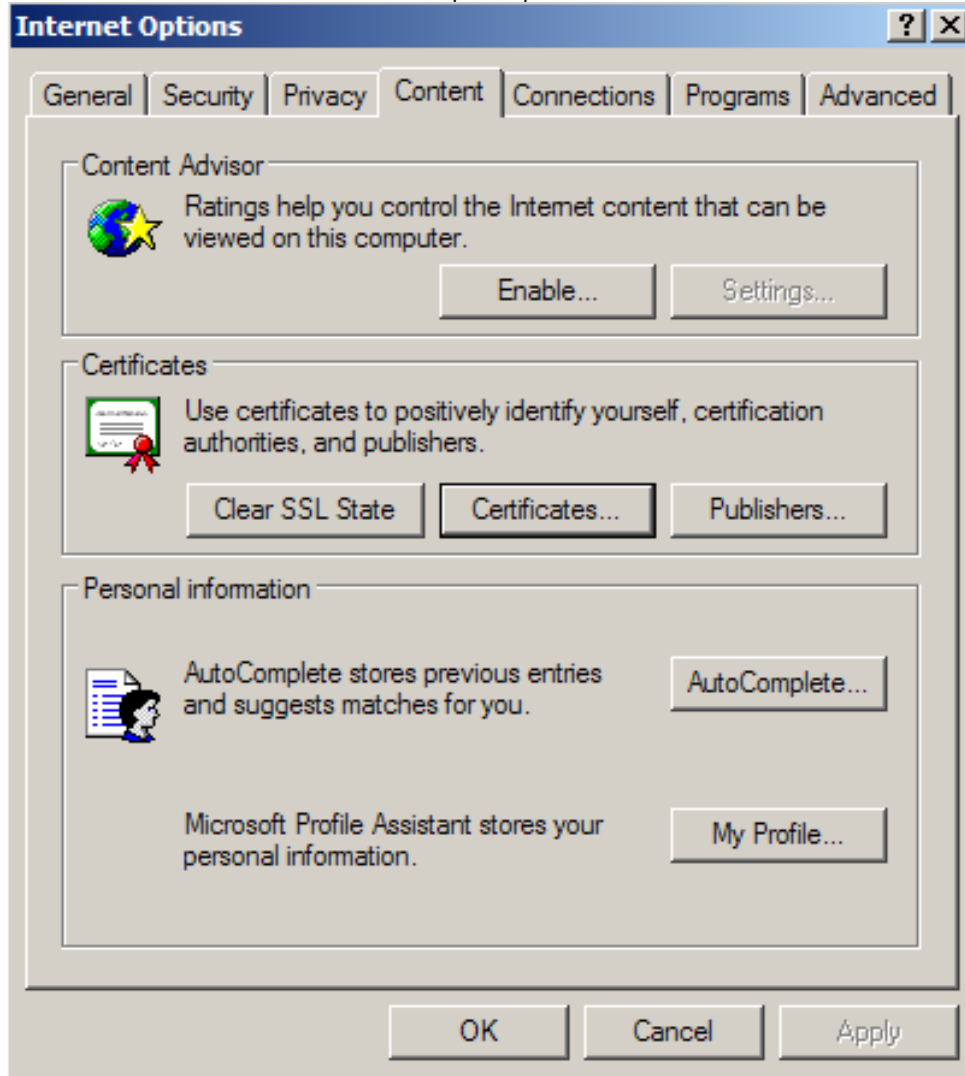 Internet Options
General Security Privacy Content Connections Programs Advanced
Content Advisor
Ratings help you control the Internet content that can be
viewed on this computer.
Enable... Settings...
Certificates
Use certificates to positively identify yourself, certification
authorities, and publishers.
Clear SSL State Certificates... Publishers...
Personal information
AutoComplete stores previous entries
and suggests matches for you.
AutoComplete...
Microsoft Profile Assistant stores your
personal information.
My Profile...
OK Cancel Apply